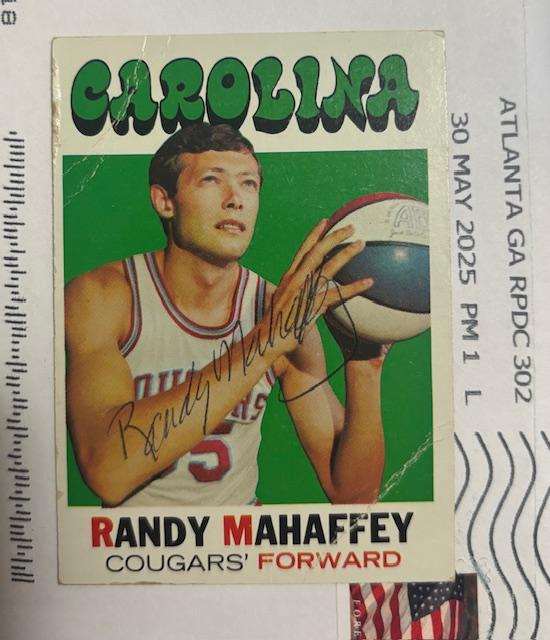 CAROLINA
Randy Mahaffey
RANDY MAHAFFEY
COUGARS' FORWARD
ATLANTA GA RPDC 302
30 MAY 2025 PM 1 L